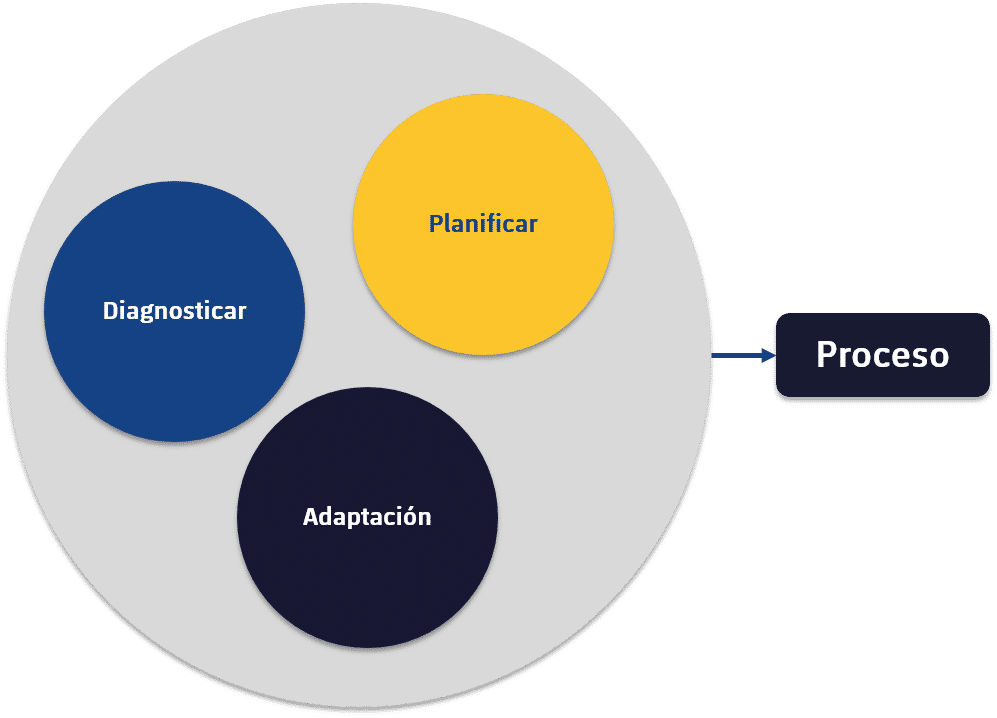 Planificar
Diagnosticar
Proceso
Adaptación